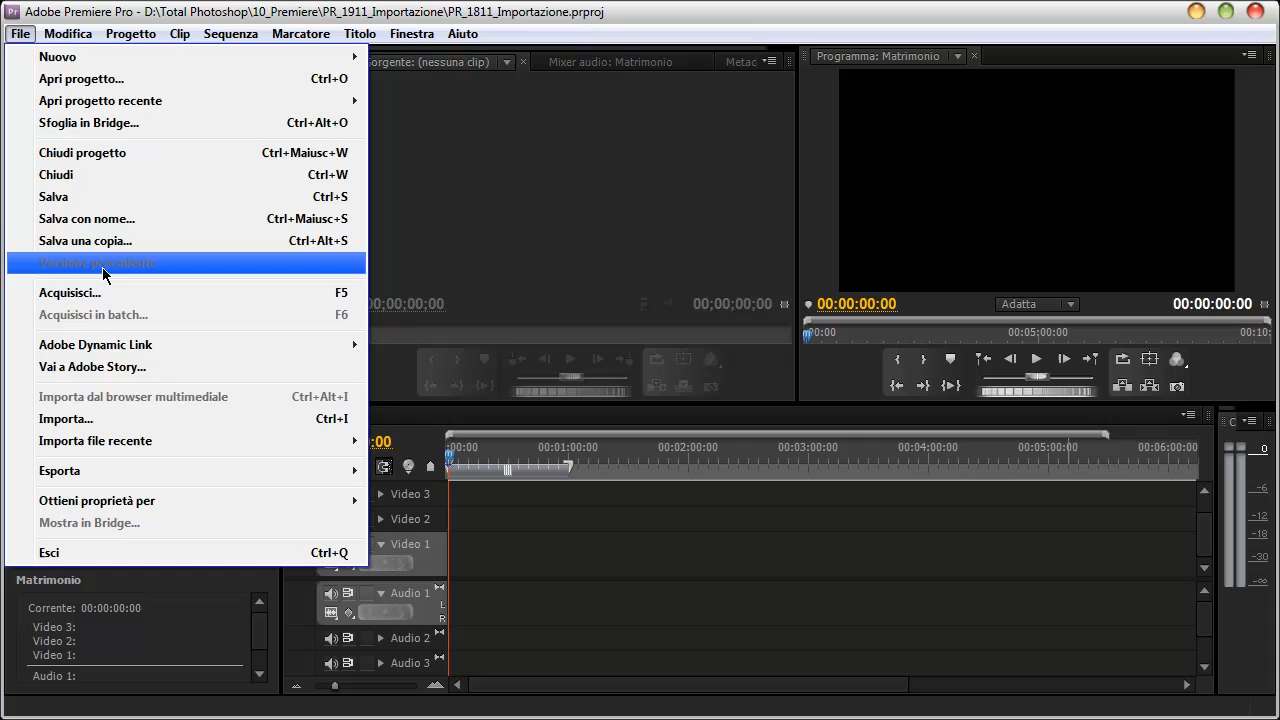 Pr Adobe Premiere Pro - D:\Total Photoshop\10_Premiere\PR_1911_Importazione\PR_1811_Importazione.prproj
File Modifica Progetto Clip Sequenza Marcatore Titolo Finestra Aiuto
Nuovo
Apri progetto... Ctrl+O
Apri progetto recente
Sfoglia in Bridge... Ctrl+Alt+O
Chiudi progetto Ctrl+Maiusc+W
Chiudi Ctrl+W
Salva Ctrl+S
Salva con nome... Ctrl+Maiusc+S
Salva una copia... Ctrl+Alt+S
Versione precedente
Acquisisci... F5
Acquisisci in batch... F6
Adobe Dynamic Link
Vai a Adobe Story...
Importa dal browser multimediale Ctrl+Alt+I
Importa... Ctrl+I
Importa file recente
Esporta
Ottieni proprietà per
Mostra in Bridge...
Esci Ctrl+Q
Sorgente: (nessuna clip) Mixer audio: Matrimonio Metac
00;00;00;00 00;00;00;00
Programma: Matrimonio
00:00:00:00 Adatta 00:00:00:00
00:00 00:05:00:00 00:10:
:00
:00:00 00:01:00:00 00:02:00:00 00:03:00:00 00:04:00:00 00:05:00:00 00:06:00:00
Video 3
Video 2
Video 1
Audio 1
L
R
Audio 2
Audio 3
C
0
-6
-12
-18
-30
Matrimonio
Corrente: 00:00:00:00
Video 3:
Video 2:
Video 1:
Audio 1: